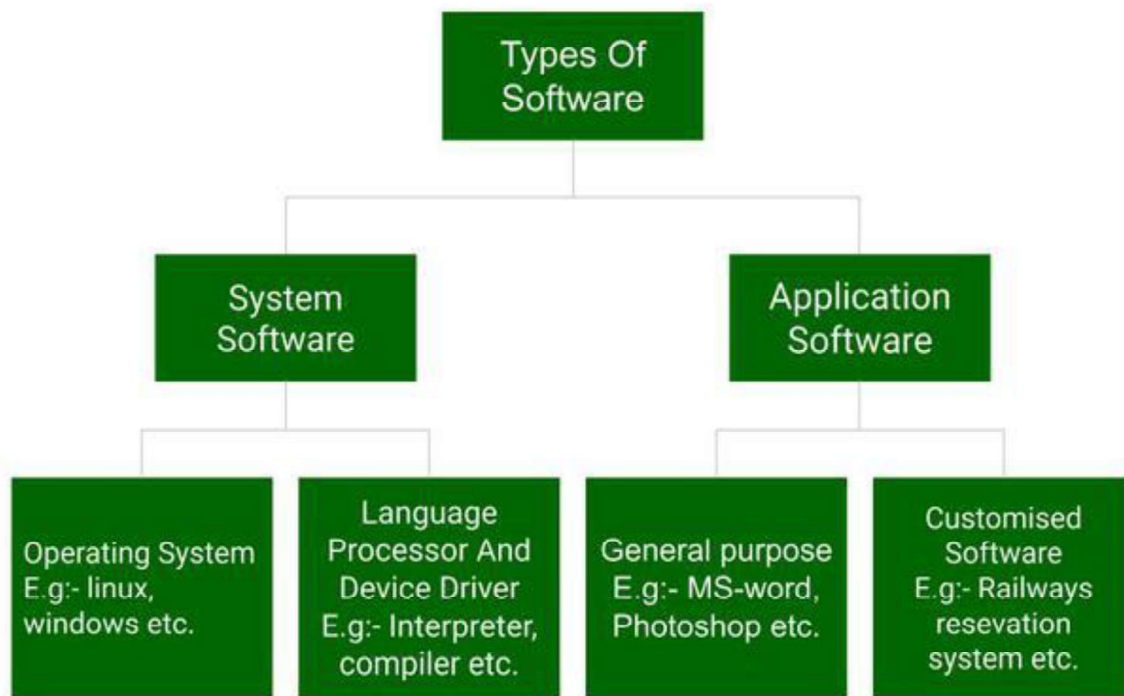 Types Of
Software
System
Software
Application
Software
Operating System
E.g:- linux,
windows etc.
Language
Processor And
Device Driver
E.g:- Interpreter,
compiler etc.
General purpose
E.g:- MS-word,
Photoshop etc.
Customised
Software
E.g:- Railways
resevation
system etc.